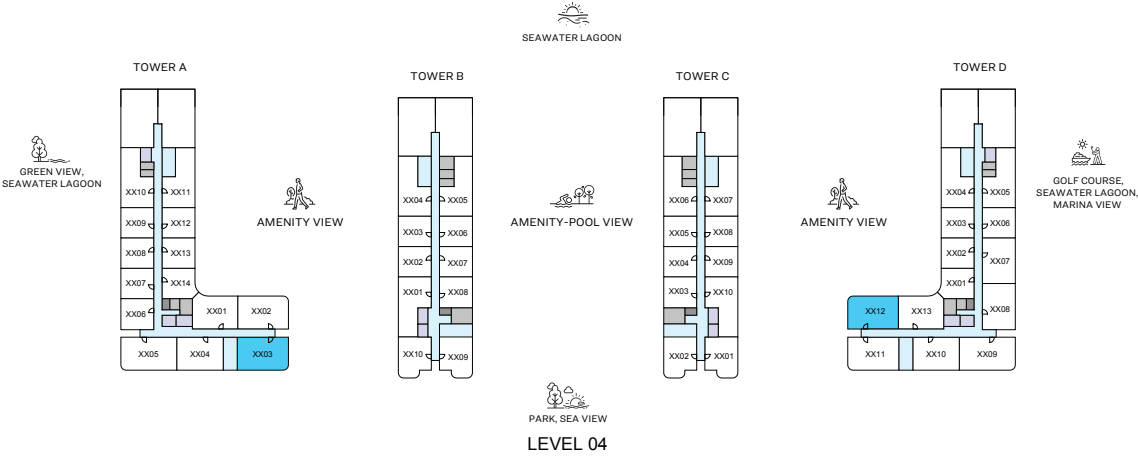 SEAWATER LAGOON
TOWER A
TOWER B
TOWER C
TOWER D
GREEN VIEW,
SEAWATER LAGOON
AMENITY VIEW
AMENITY-POOL VIEW
AMENITY VIEW
GOLF COURSE,
SEAWATER LAGOON,
MARINA VIEW
XX10 XX11
XX09 XX12
XX08 XX13
XX07 XX14
XX06 XX01 XX02
XX05 XX04 XX03
XX04 XX05
XX03 XX06
XX02 XX07
XX01 XX08
XX10 XX09
XX06 XX07
XX05 XX08
XX04 XX09
XX03 XX10
XX02 XX01
XX04 XX05
XX03 XX06
XX02 XX07
XX01
XX12 XX13 XX08
XX11 XX10 XX09
PARK, SEA VIEW
LEVEL 04